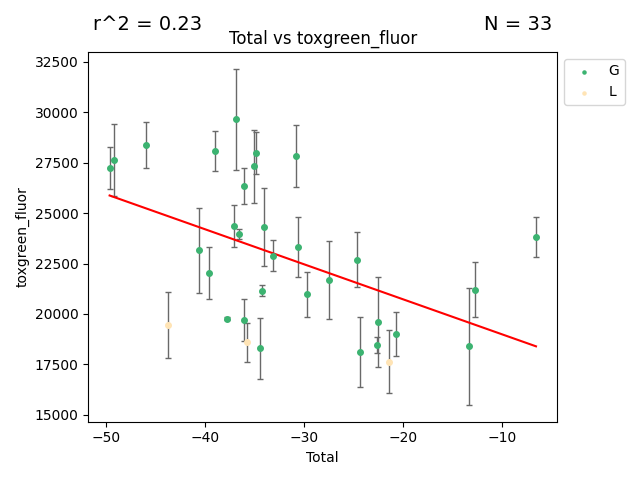 r^2 = 0.23
N = 33
Total vs toxgreen_fluor
G
L
32500
30000
27500
25000
22500
20000
17500
15000
toxgreen_fluor
−50
−40
−30
−20
−10
Total